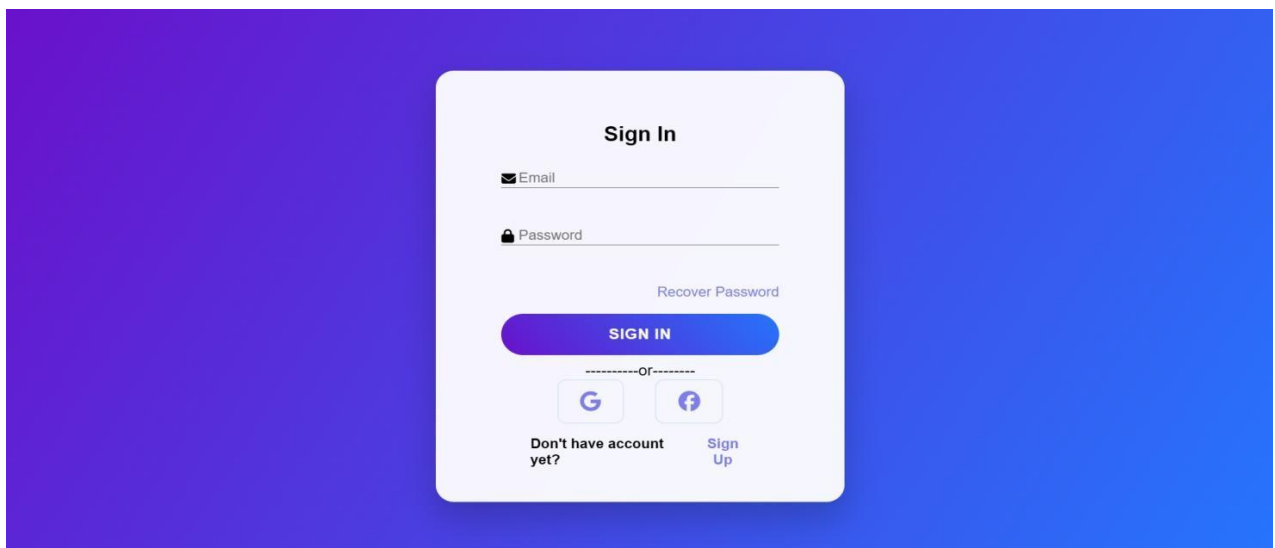 Sign In
Email
Password
Recover Password
SIGN IN
----------or--------
Don't have account Sign
yet? Up